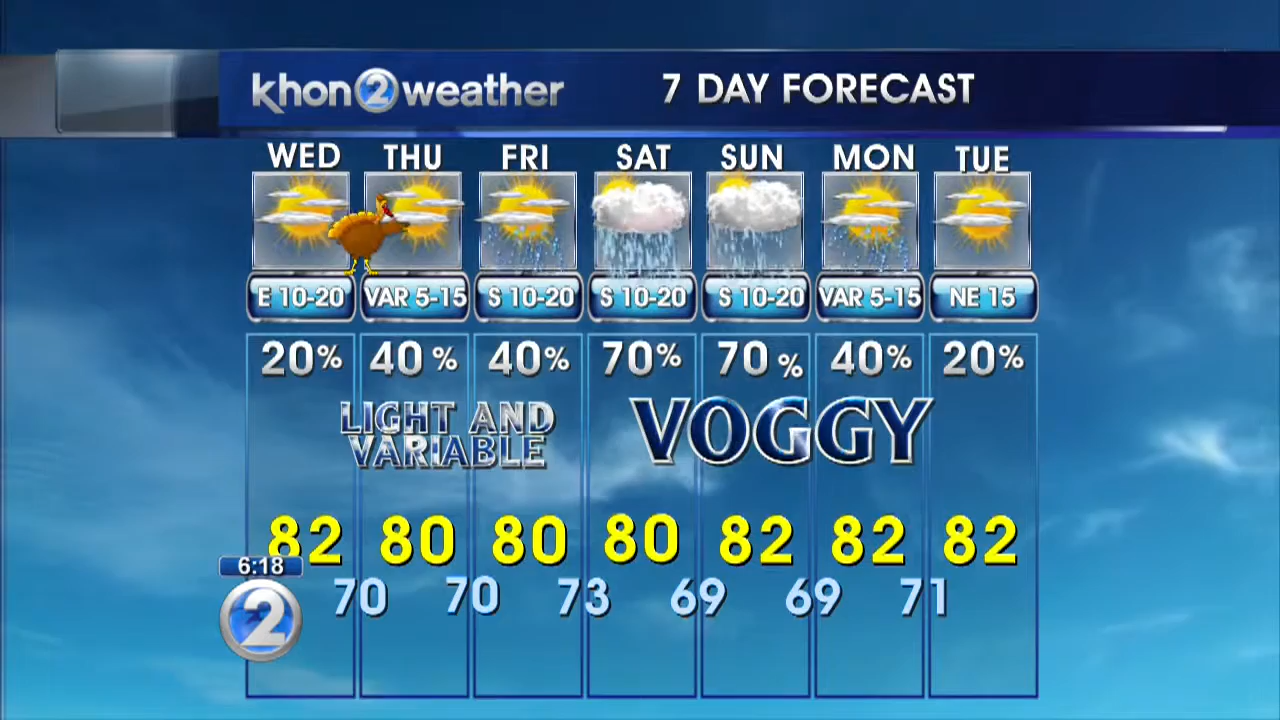 khon2weather
7 DAY FORECAST
WED THU FRI SAT SUN MON TUE
E 10-20 VAR 5-15 S 10-20 S 10-20 S 10-20 VAR 5-15 NE 15
20% 40% 40% 70% 70% 40% 20%
LIGHT AND
VARIABLE
VOGGY
82 80 80 80 82 82 82
6:18
70 70 73 69 69 71
2